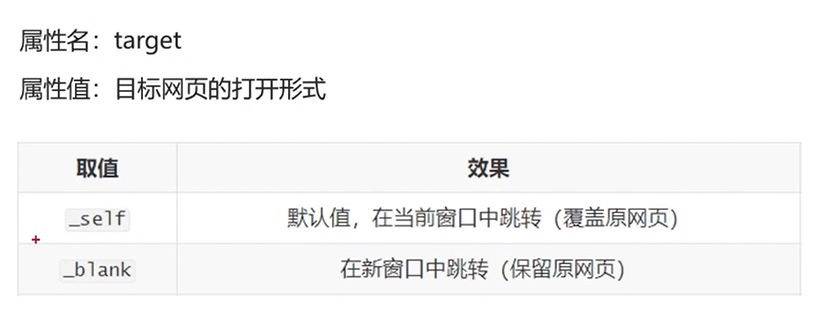 属性名：target
属性值：目标网页的打开形式
取值 效果
_self 默认值，在当前窗口中跳转（覆盖原网页）
_blank 在新窗口中跳转（保留原网页）